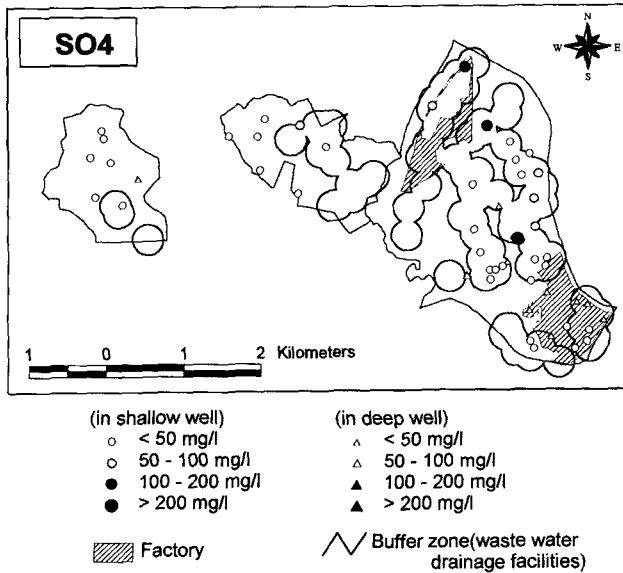 SO4
N
W E
S
1 0 1 2 Kilometers
(in shallow well) (in deep well)
< 50 mg/l < 50 mg/l
50 - 100 mg/l 50 - 100 mg/l
100 - 200 mg/l 100 - 200 mg/l
> 200 mg/l > 200 mg/l
Factory Buffer zone(waste water
drainage facilities)